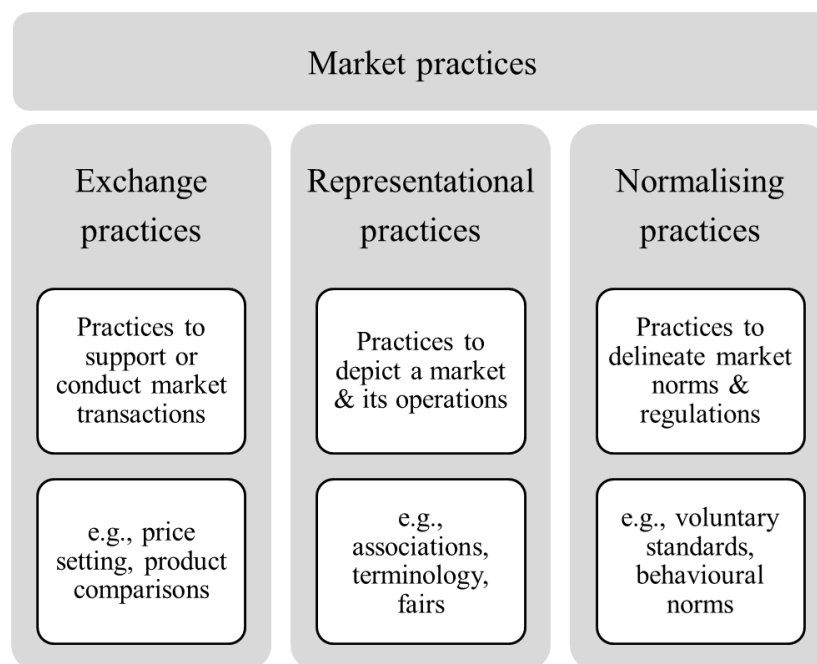 Market practices
Exchange
practices
Practices to
support or
conduct market
transactions
e.g., price
setting, product
comparisons
Representational
practices
Practices to
depict a market
& its operations
e.g.,
associations,
terminology,
fairs
Normalising
practices
Practices to
delineate market
norms &
regulations
e.g., voluntary
standards,
behavioural
norms